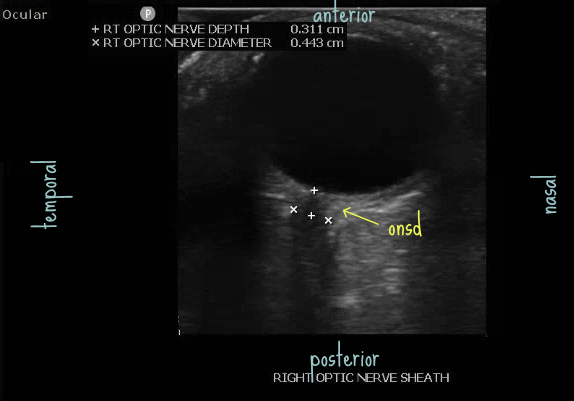 Ocular
P
anterior
+ RT OPTIC NERVE DEPTH 0.311 cm
× RT OPTIC NERVE DIAMETER 0.443 cm
temporal
nasal
onsd
posterior
RIGHT OPTIC NERVE SHEATH